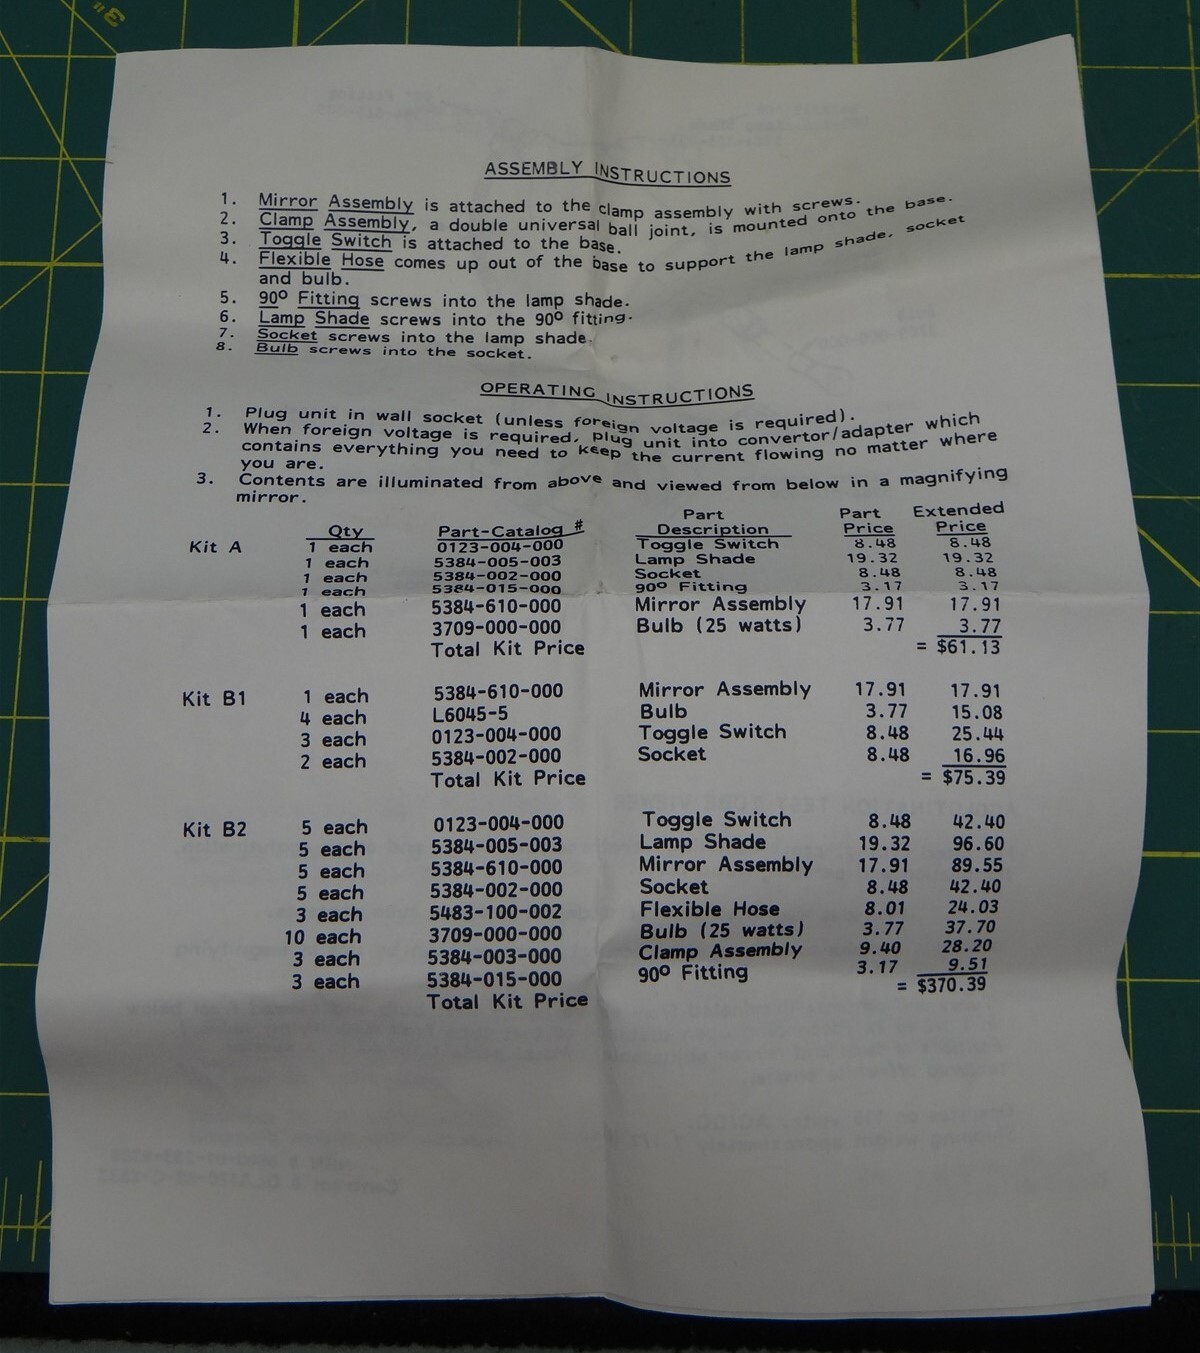 ASSEMBLY INSTRUCTIONS
1. Mirror Assembly is attached to the clamp assembly with screws.
2. Clamp Assembly, a double universal ball joint, is mounted onto the base.
3. Toggle Switch is attached to the base.
4. Flexible Hose comes up out of the base to support the lamp shade, socket
and bulb.
5. 90º Fitting screws into the lamp shade.
6. Lamp Shade screws into the 90º fitting.
7. Socket screws into the lamp shade.
8. Bulb screws into the socket.
OPERATING INSTRUCTIONS
1. Plug unit in wall socket (unless foreign voltage is required).
2. When foreign voltage is required, plug unit into convertor/adapter which
contains everything you need to keep the current flowing no matter where
you are.
3. Contents are illuminated from above and viewed from below in a magnifying
mirror.
Part Part Extended
Qty Part-Catalog # Description Price Price
Kit A 1 each 0123-004-000 Toggle Switch 8.48 8.48
1 each 5384-005-003 Lamp Shade 19.32 19.32
1 each 5384-002-000 Socket 8.48 8.48
1 each 5384-015-000 90º Fitting 3.17 3.17
1 each 5384-610-000 Mirror Assembly 17.91 17.91
1 each 3709-000-000 Bulb (25 watts) 3.77 3.77
Total Kit Price = $61.13
Kit B1 1 each 5384-610-000 Mirror Assembly 17.91 17.91
4 each L6045-5 Bulb 3.77 15.08
3 each 0123-004-000 Toggle Switch 8.48 25.44
2 each 5384-002-000 Socket 8.48 16.96
Total Kit Price = $75.39
Kit B2 5 each 0123-004-000 Toggle Switch 8.48 42.40
5 each 5384-005-003 Lamp Shade 19.32 96.60
5 each 5384-610-000 Mirror Assembly 17.91 89.55
5 each 5384-002-000 Socket 8.48 42.40
3 each 5483-100-002 Flexible Hose 8.01 24.03
10 each 3709-000-000 Bulb (25 watts) 3.77 37.70
3 each 5384-003-000 Clamp Assembly 9.40 28.20
3 each 5384-015-000 90º Fitting 3.17 9.51
Total Kit Price = $370.39